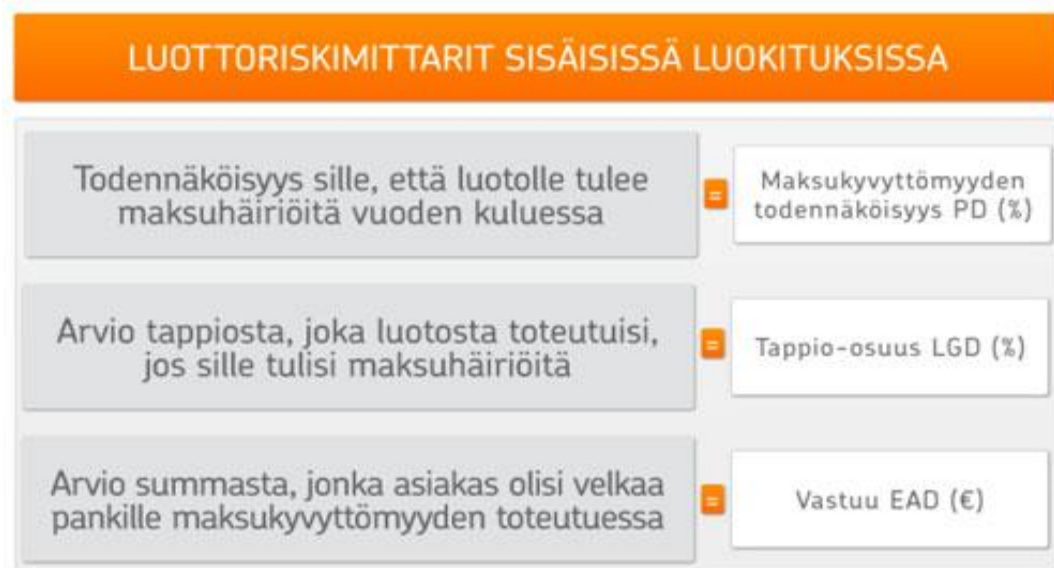 LUOTTORISKIMITTARIT SISÄISISSÄ LUOKITUKSISSA
Todennäköisyys sille, että luotolle tulee
maksuhäiriöitä vuoden kuluessa
=
Maksukyvyttömyyden
todennäköisyys PD (%)
Arvio tappiosta, joka luotosta toteutuisi,
jos sille tulisi maksuhäiriöitä
=
Tappio-osuus LGD (%)
Arvio summasta, jonka asiakas olisi velkaa
pankille maksukyvyttömyyden toteutuessa
=
Vastuu EAD (€)